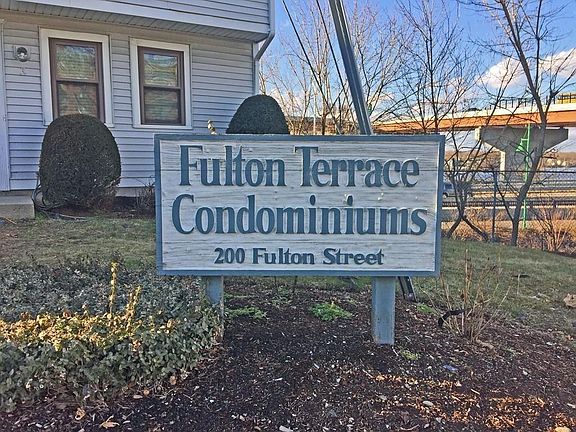 Fulton Terrace
Condominiums
200 Fulton Street